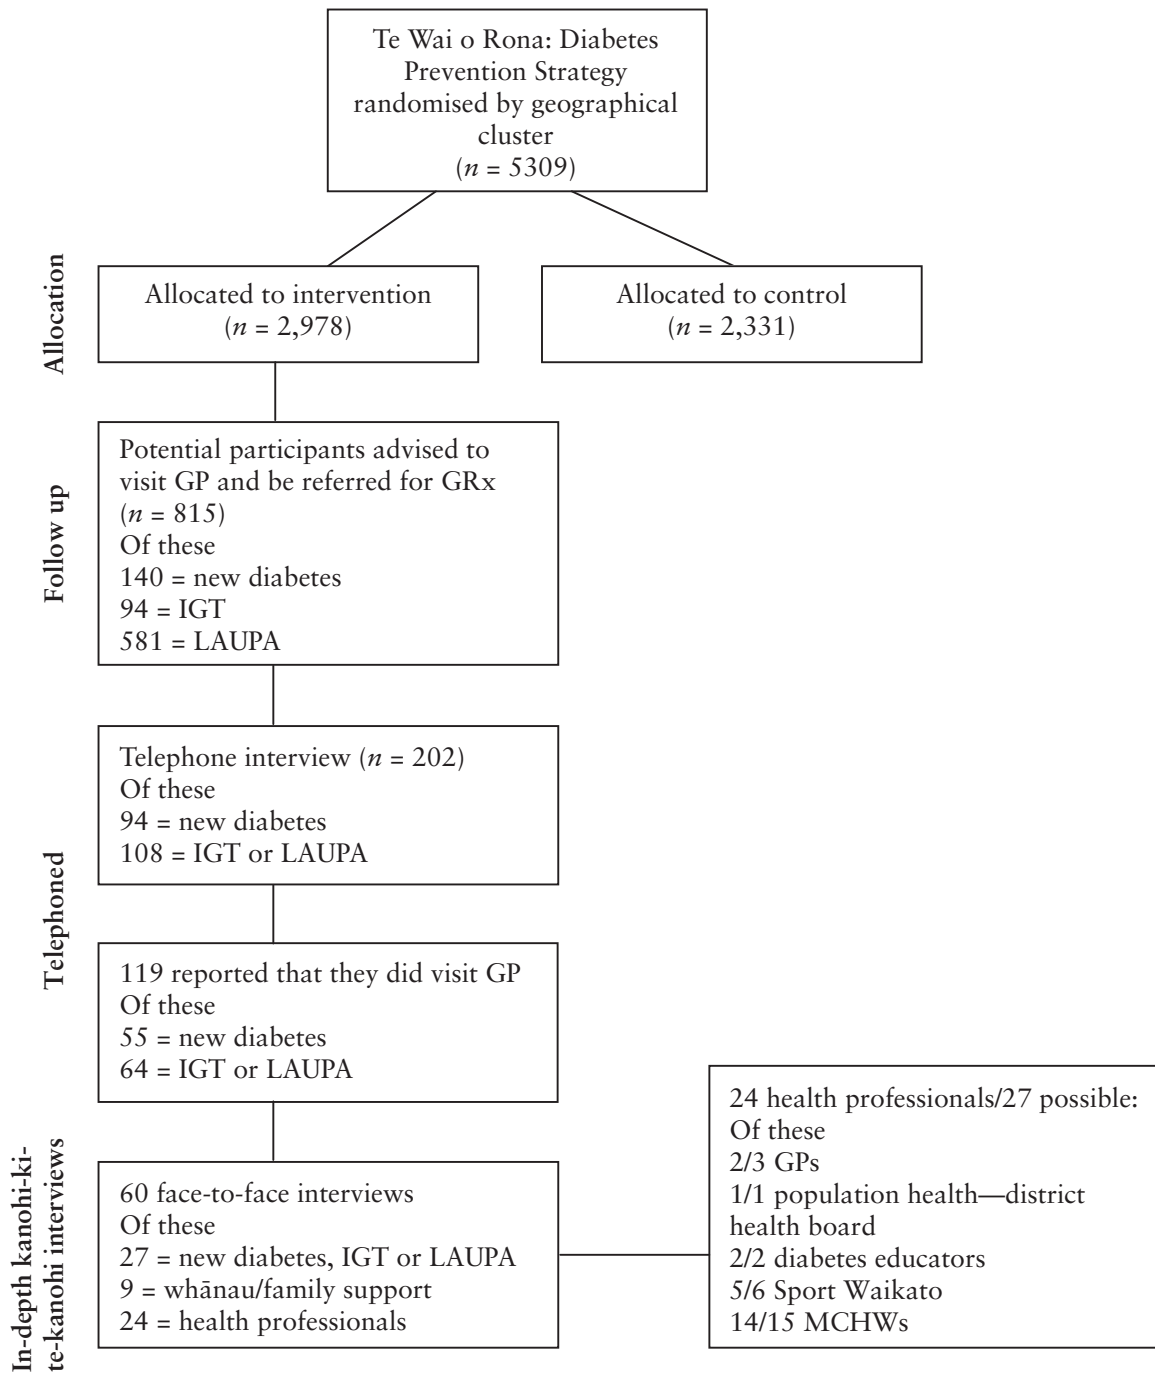 Te Wai o Rona: Diabetes
Prevention Strategy
randomised by geographical
cluster
(n = 5309)
Allocation
Allocated to intervention
(n = 2,978)
Allocated to control
(n = 2,331)
Follow up
Potential participants advised to
visit GP and be referred for GRx
(n = 815)
Of these
140 = new diabetes
94 = IGT
581 = LAUPA
Telephoned
Telephone interview (n = 202)
Of these
94 = new diabetes
108 = IGT or LAUPA
119 reported that they did visit GP
Of these
55 = new diabetes
64 = IGT or LAUPA
In-depth kanohi-ki-
te-kanohi interviews
60 face-to-face interviews
Of these
27 = new diabetes, IGT or LAUPA
9 = whānau/family support
24 = health professionals
24 health professionals/27 possible:
Of these
2/3 GPs
1/1 population health—district
health board
2/2 diabetes educators
5/6 Sport Waikato
14/15 MCHWs